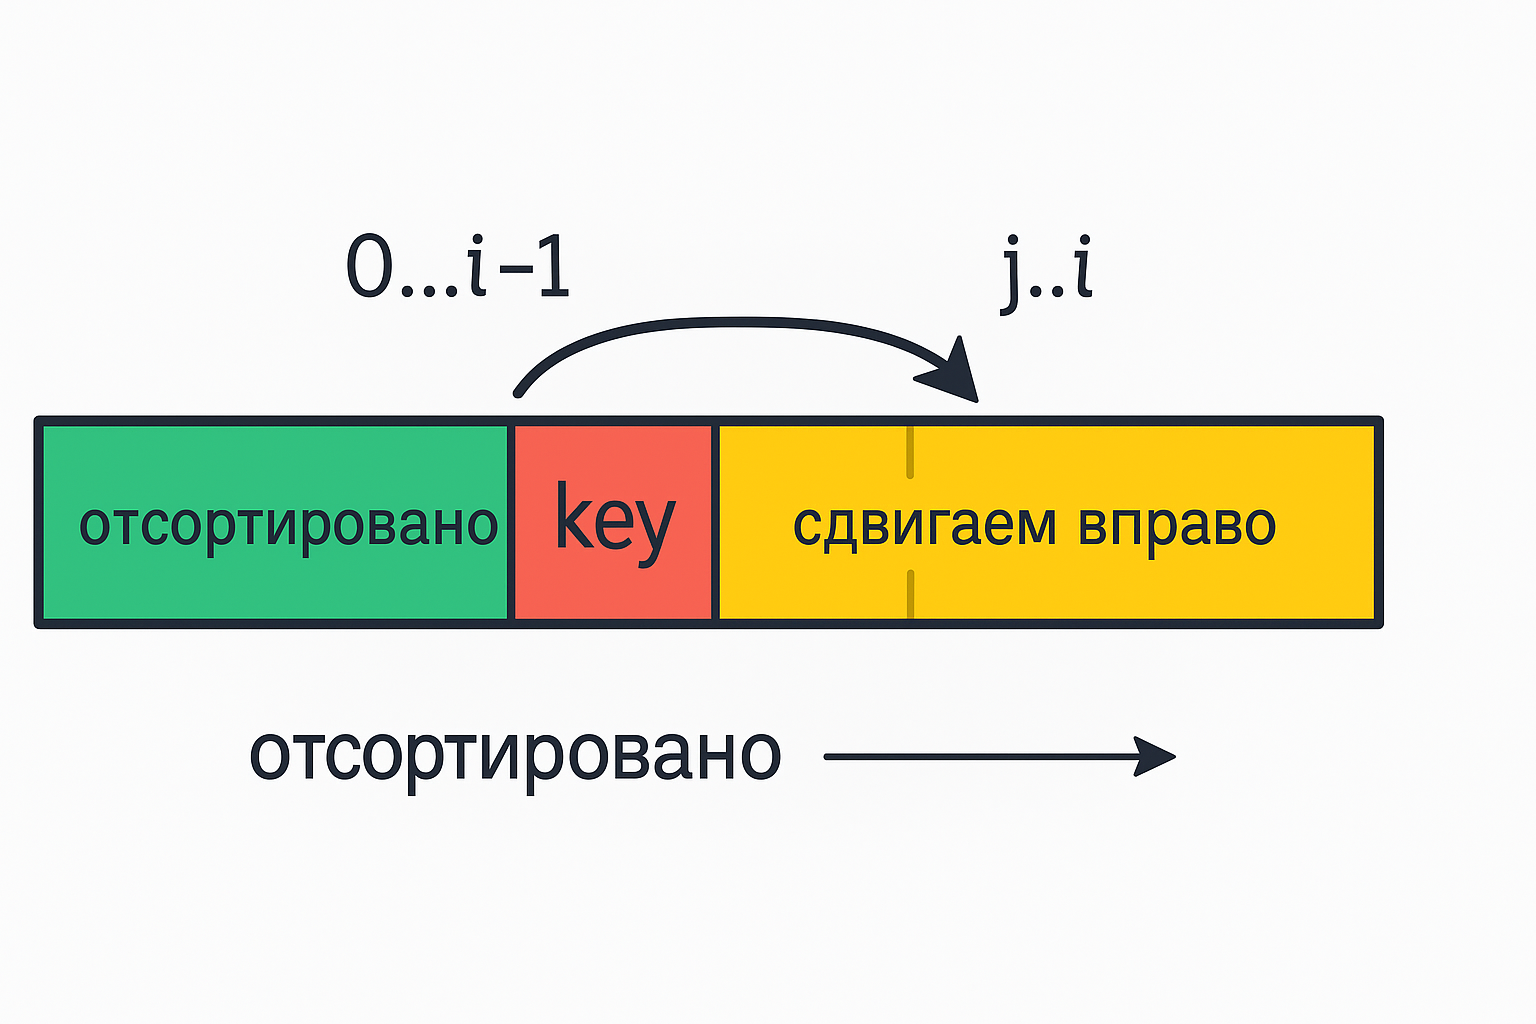 0...i-1
j..i
отсортировано
key
сдвигаем вправо
отсортировано